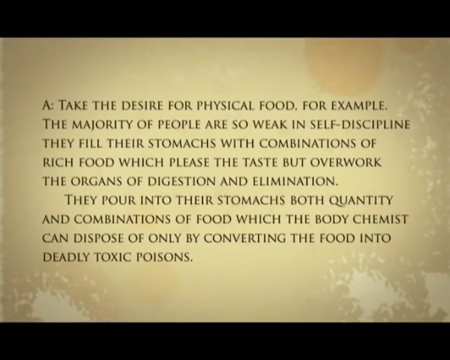 A: TAKE THE DESIRE FOR PHYSICAL FOOD, FOR EXAMPLE.
THE MAJORITY OF PEOPLE ARE SO WEAK IN SELF-DISCIPLINE
THEY FILL THEIR STOMACHS WITH COMBINATIONS OF
RICH FOOD WHICH PLEASE THE TASTE BUT OVERWORK
THE ORGANS OF DIGESTION AND ELIMINATION.
THEY POUR INTO THEIR STOMACHS BOTH QUANTITY
AND COMBINATIONS OF FOOD WHICH THE BODY CHEMIST
CAN DISPOSE OF ONLY BY CONVERTING THE FOOD INTO
DEADLY TOXIC POISONS.